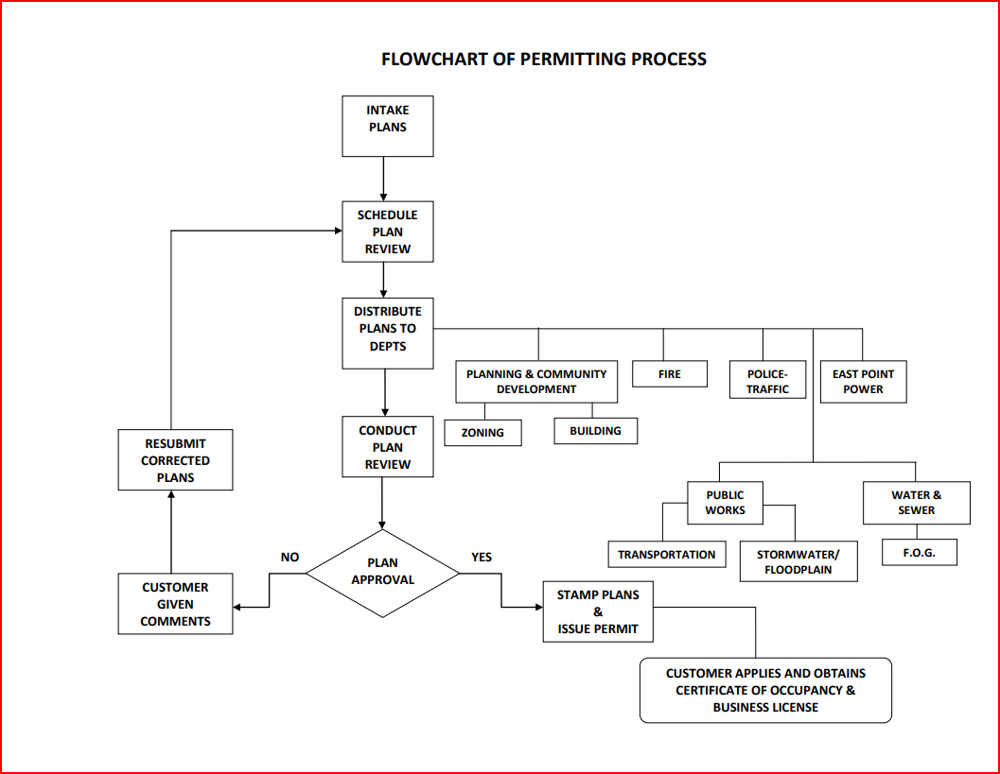 FLOWCHART OF PERMITTING PROCESS
INTAKE
PLANS
SCHEDULE
PLAN
REVIEW
DISTRIBUTE
PLANS TO
DEPTS
PLANNING & COMMUNITY
DEVELOPMENT
FIRE
POLICE-
TRAFFIC
EAST POINT
POWER
ZONING
BUILDING
CONDUCT
PLAN
REVIEW
RESUBMIT
CORRECTED
PLANS
PUBLIC
WORKS
WATER &
SEWER
TRANSPORTATION
STORMWATER/
FLOODPLAIN
F.O.G.
NO
PLAN
APPROVAL
YES
CUSTOMER
GIVEN
COMMENTS
STAMP PLANS
&
ISSUE PERMIT
CUSTOMER APPLIES AND OBTAINS
CERTIFICATE OF OCCUPANCY &
BUSINESS LICENSE